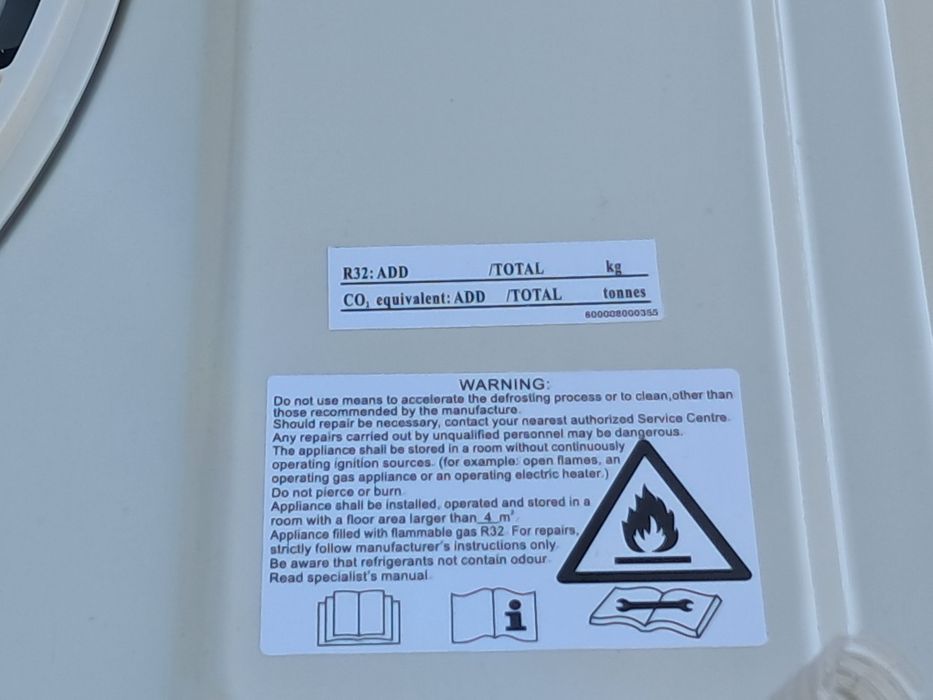 R32: ADD /TOTAL kg
CO₂ equivalent: ADD /TOTAL tonnes
600008000355
WARNING:
Do not use means to accelerate the defrosting process or to clean,other than
those recommended by the manufacture.
Should repair be necessary, contact your nearest authorized Service Centre.
Any repairs carried out by unqualified personnel may be dangerous.
The appliance shall be stored in a room without continuously
operating ignition sources. (for example: open flames, an
operating gas appliance or an operating electric heater.)
Do not pierce or burn.
Appliance shall be installed, operated and stored in a
room with a floor area larger than 4 m².
Appliance filled with flammable gas R32. For repairs,
strictly follow manufacturer's instructions only.
Be aware that refrigerants not contain odour.
Read specialist's manual.
i